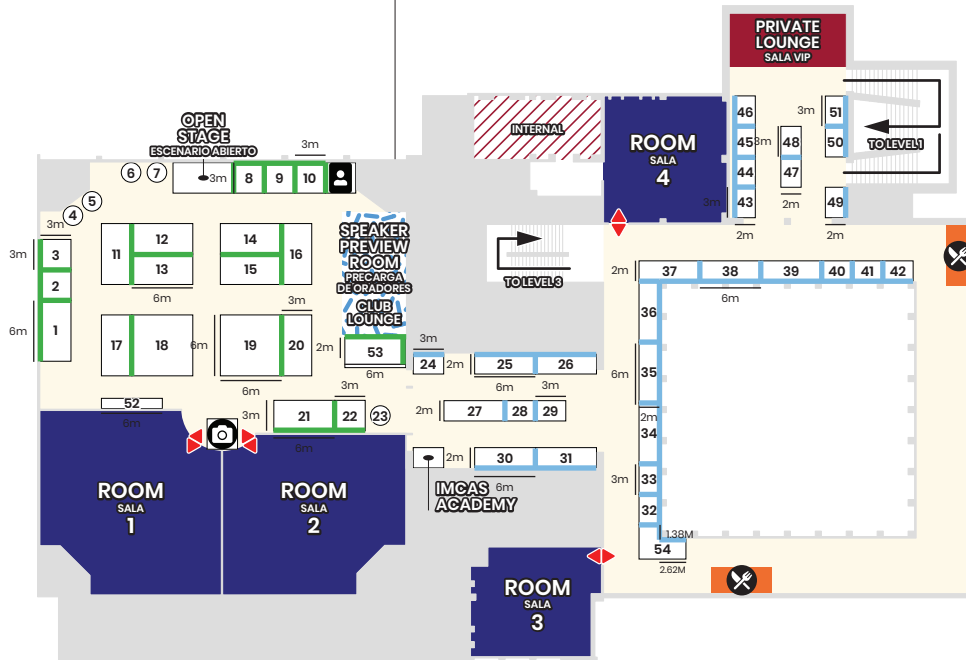 PRIVATE
LOUNGE
SALA VIP
INTERNAL
ROOM
SALA
4
46
45
44
43
3m
3m
2m
48
47
2m
3m
51
50
49
2m
TO LEVEL 1
OPEN
STAGE
ESCENARIO ABIERTO
3m
6
7
3m
8
9
10
5
4
3m
3m
3
2
6m
1
11
12
13
6m
14
15
16
3m
17
18
6m
19
20
6m
SPEAKER
PREVIEW
ROOM
PRECARGA
DE ORADORES
CLUB
LOUNGE
2m
53
6m
TO LEVEL 3
3m
24
2m
25
26
6m
3m
2m
27
28
29
2m
30
31
6m
IMCAS
ACADEMY
52
6m
3m
3m
21
22
23
6m
ROOM
SALA
1
ROOM
SALA
2
ROOM
SALA
3
2m
37
38
39
40
41
42
6m
36
6m
35
2m
34
3m
33
32
1.38M
54
2.62M